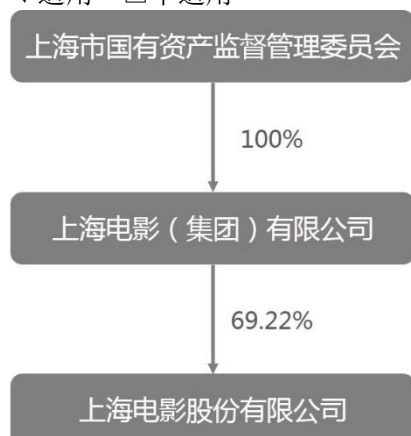 上海市国有资产监督管理委员会
100%
上海电影（集团）有限公司
69.22%
上海电影股份有限公司